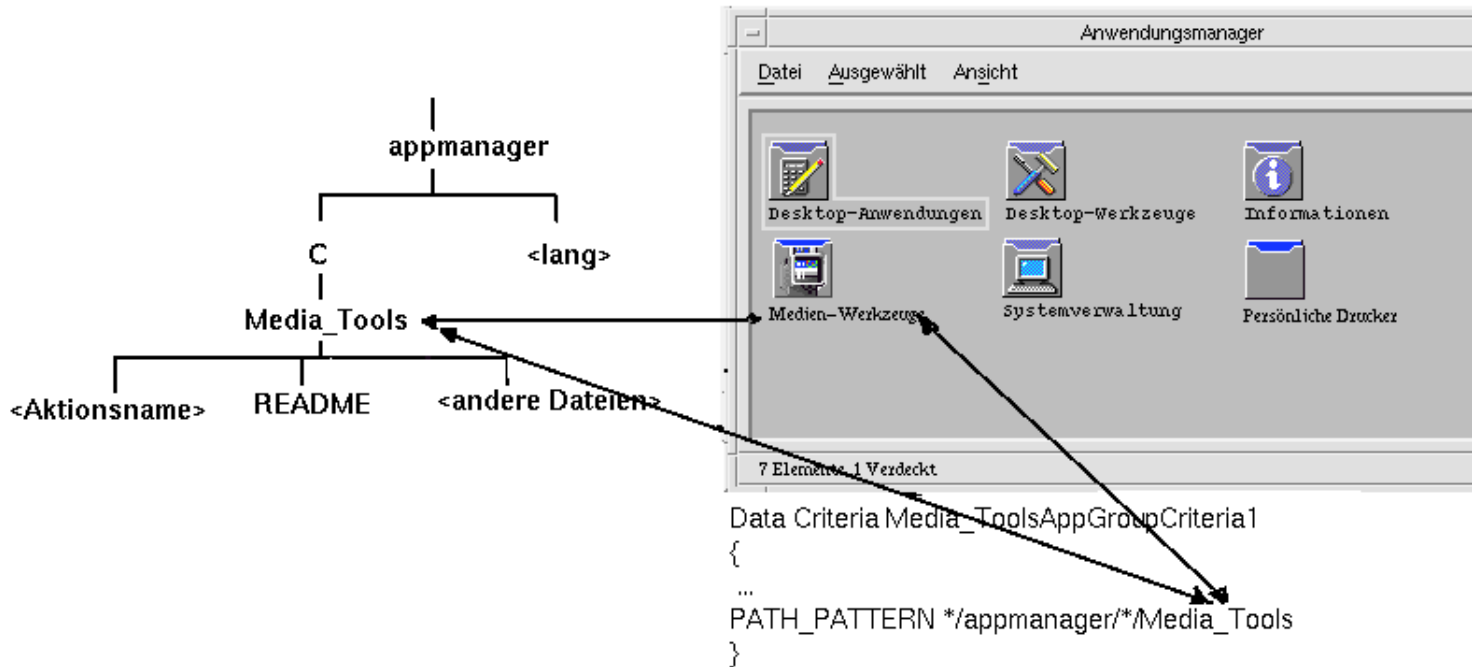 appmanager
C
<lang>
Media_Tools
<Aktionsname>
README
<andere Dateien>
Anwendungsmanager
Datei Ausgewählt Ansicht
Desktop-Anwendungen Desktop-Werkzeuge Informationen
Medien-Werkzeuge Systemverwaltung Persönliche Drucker
7 Elemente 1 Verdeckt
Data Criteria Media_ToolsAppGroupCriteria1
{
...
PATH_PATTERN */appmanager/*/Media_Tools
}